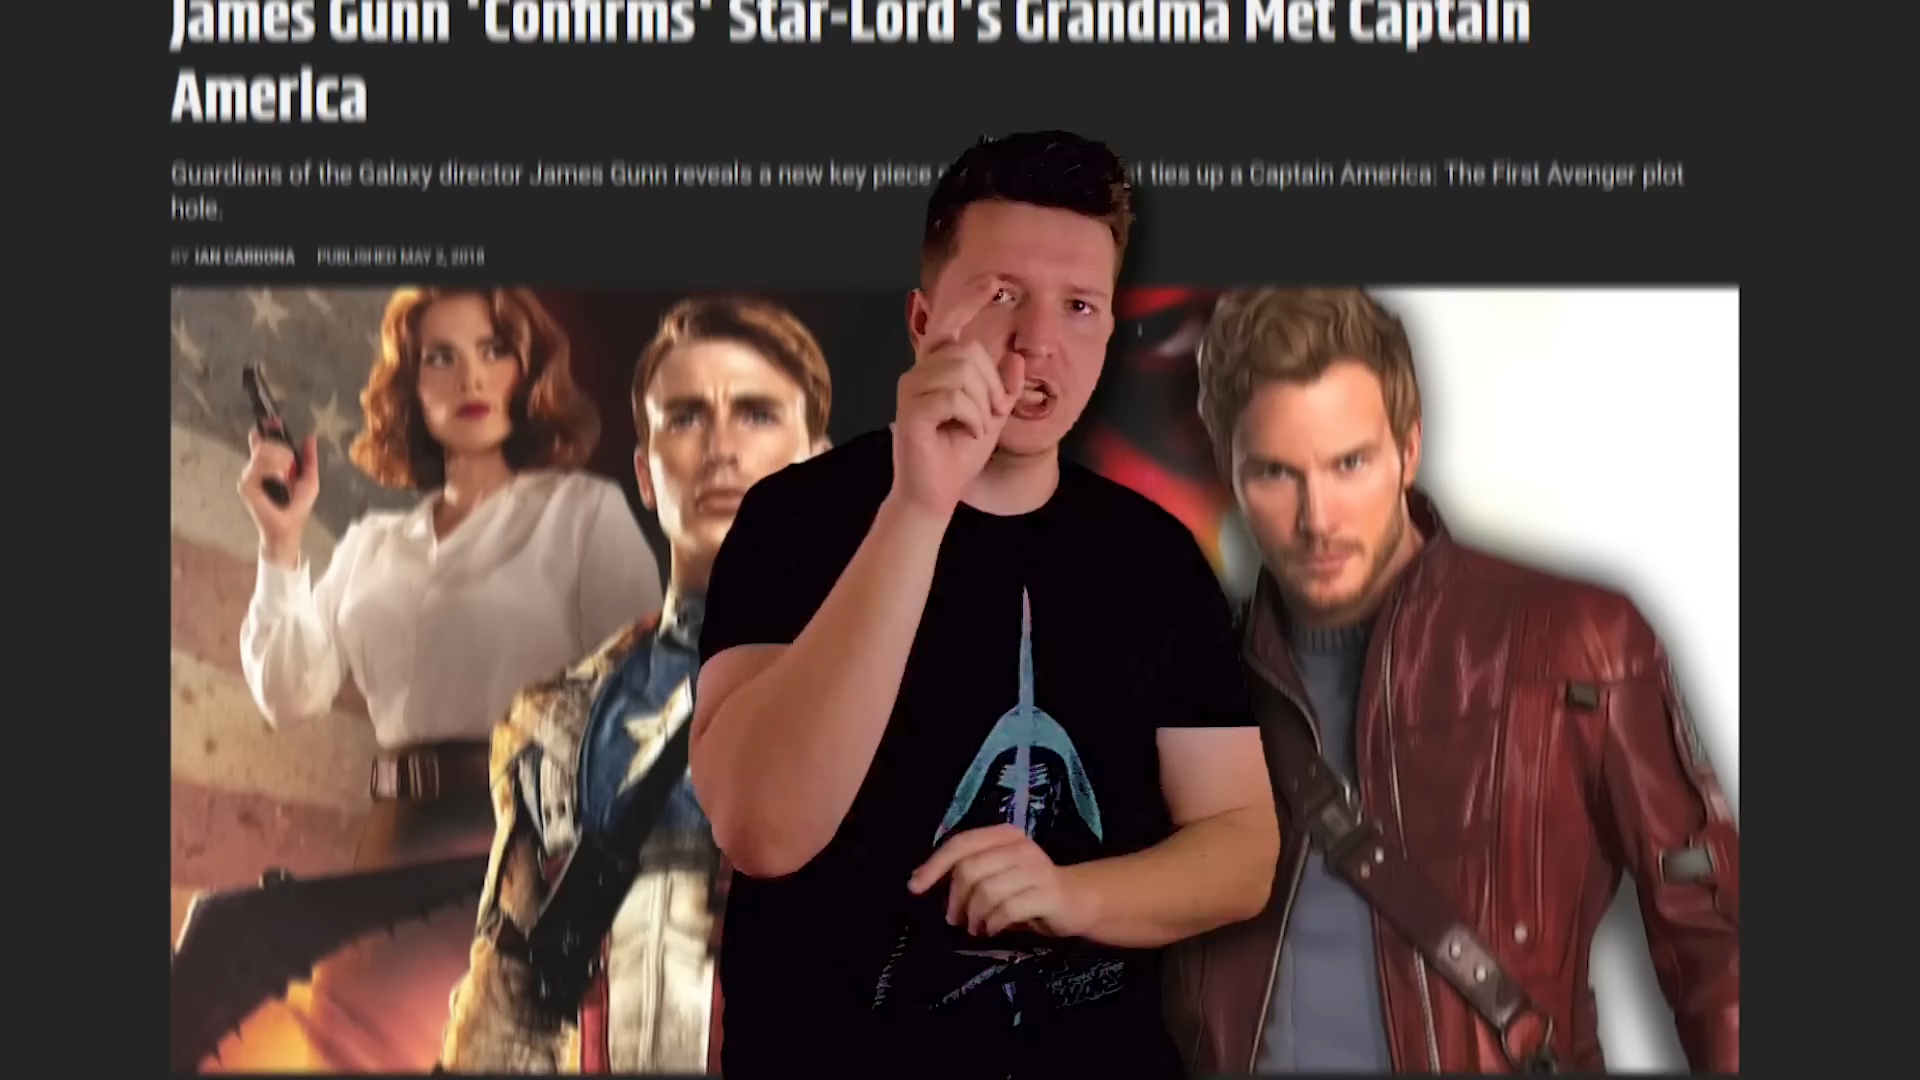 James Gunn 'Confirms' Star-Lord's Grandma Met Captain
America
Guardians of the Galaxy director James Gunn reveals a new key piece ties up a Captain America: The First Avenger plot
hole.
BY IAN CARDONA PUBLISHED MAY 2, 2018
WARS